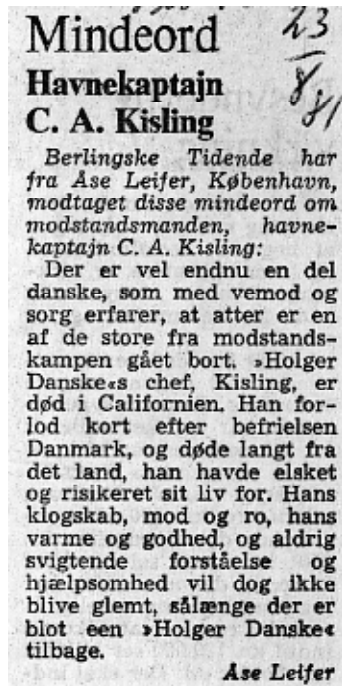 23
8
81
Mindeord
Havnekaptajn
C. A. Kisling
Berlingske Tidende har
fra Åse Leifer, København,
modtaget disse mindeord om
modstandsmanden, havne-
kaptajn C. A. Kisling:
Der er vel endnu en del
danske, som med vemod og
sorg erfarer, at atter er en
af de store fra modstands-
kampen gået bort. »Holger
Danske«s chef, Kisling, er
død i Californien. Han for-
lod kort efter befrielsen
Danmark, og døde langt fra
det land, han havde elsket
og risikeret sit liv for. Hans
klogskab, mod og ro, hans
varme og godhed, og aldrig
svigtende forståelse og
hjælpsomhed vil dog ikke
blive glemt, sålænge der er
blot een »Holger Danske«
tilbage.
Åse Leifer